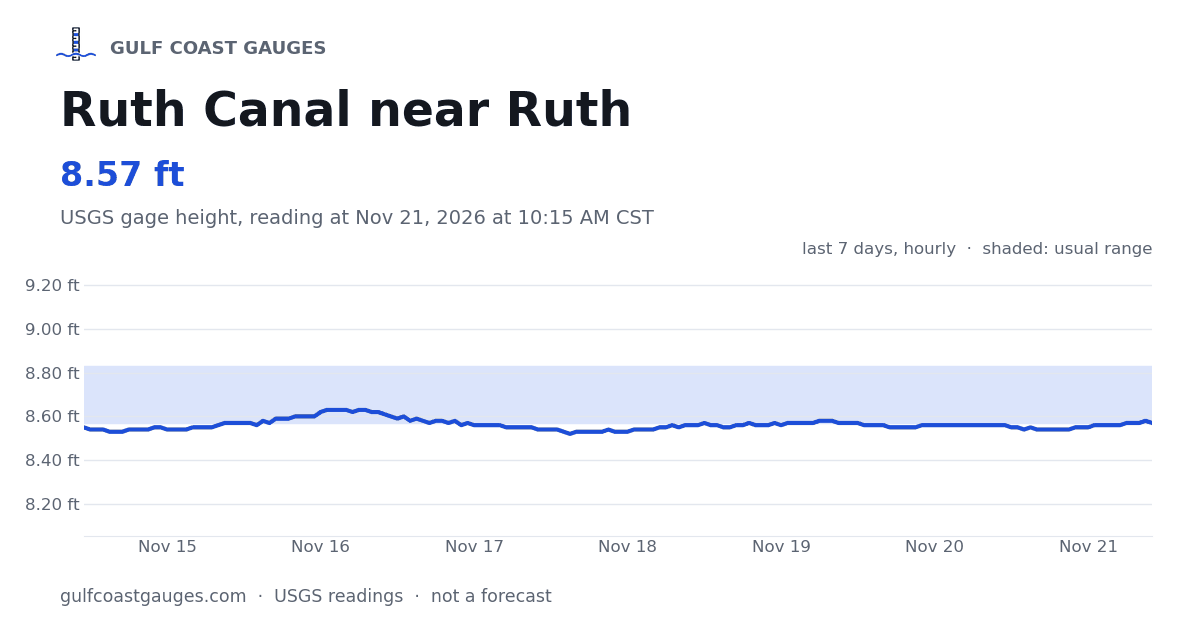 GULF COAST GAUGES
Ruth Canal near Ruth
8.57 ft
USGS gage height, reading at Nov 21, 2026 at 10:15 AM CST
last 7 days, hourly · shaded: usual range
9.20 ft
9.00 ft
8.80 ft
8.60 ft
8.40 ft
8.20 ft
Nov 15 Nov 16 Nov 17 Nov 18 Nov 19 Nov 20 Nov 21
gulfcoastgauges.com · USGS readings · not a forecast